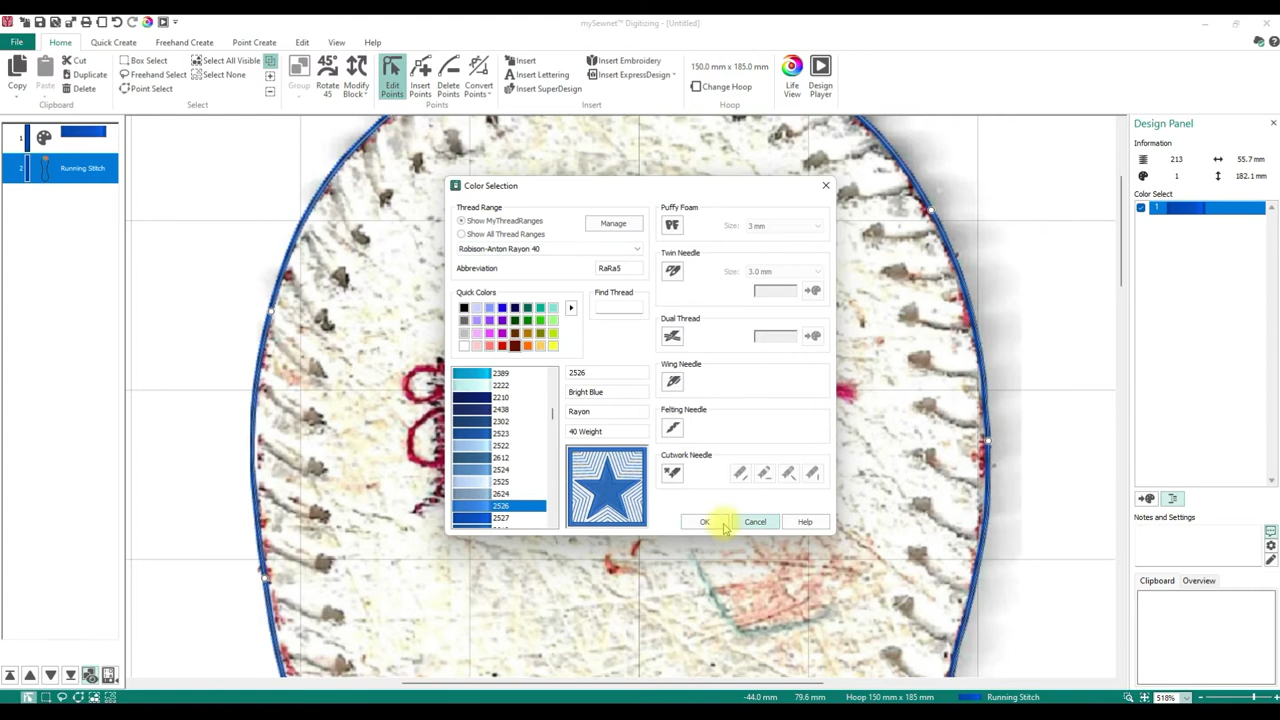 mySewnet™ Digitizing - [Untitled]
File Home Quick Create Freehand Create Point Create Edit View Help
Copy Paste Cut Duplicate Delete
Box Select Freehand Select Point Select
Select All Visible Select None
Group Rotate 45 Modify Block
Edit Points Insert Points Delete Points Convert Points
Insert Insert Lettering Insert SuperDesign
Insert Embroidery Insert ExpressDesign
150.0 mm x 185.0 mm Change Hoop
Life View Design Player
Clipboard Select Points Insert Hoop
1
2 Running Stitch
Color Selection
Thread Range
Show MyThreadRanges Manage
Show All Thread Ranges
Robison-Anton Rayon 40
Abbreviation RaRa5
Quick Colors Find Thread
2389
2222
2210
2438
2302
2523
2522
2612
2524
2525
2624
2526
2527
2526
Bright Blue
Rayon
40 Weight
Puffy Foam
Size: 3 mm
Twin Needle
Size: 3.0 mm
Dual Thread
Wing Needle
Felting Needle
Cutwork Needle
OK Cancel Help
Design Panel
Information
213 55.7 mm
1 182.1 mm
Color Select
1
Notes and Settings
Clipboard Overview
-44.0 mm 79.6 mm Hoop 150 mm x 185 mm Running Stitch
518%